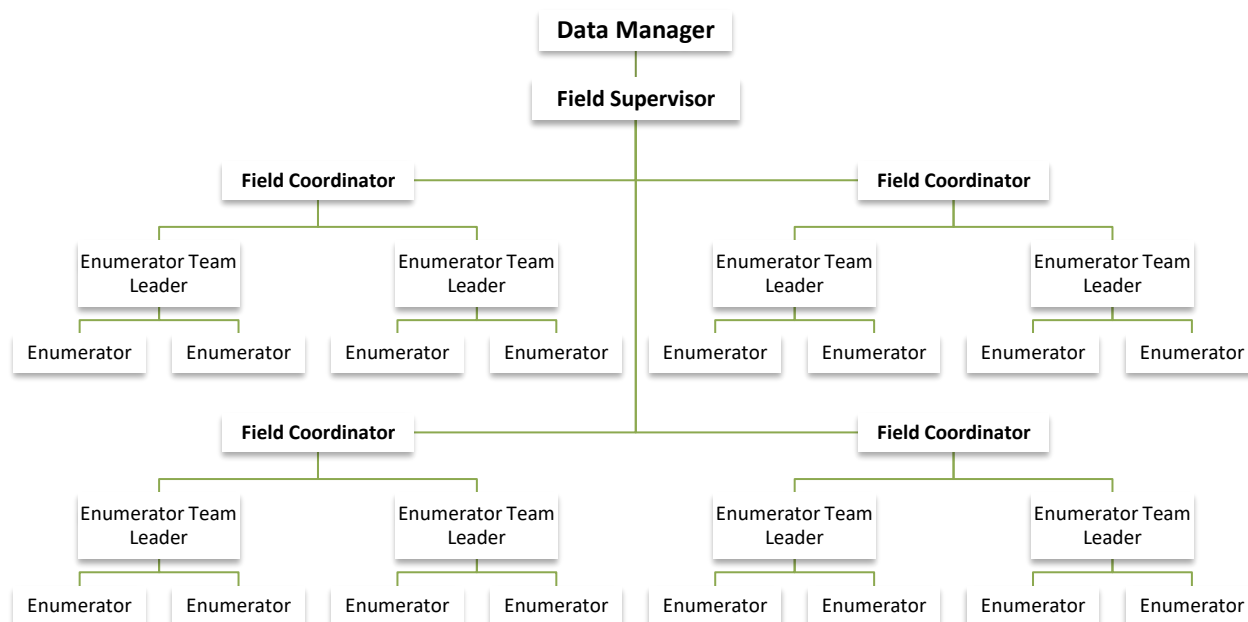 Data Manager
Field Supervisor
Field Coordinator
Field Coordinator
Enumerator Team
Leader
Enumerator Team
Leader
Enumerator Team
Leader
Enumerator Team
Leader
Enumerator
Enumerator
Enumerator
Enumerator
Enumerator
Enumerator
Enumerator
Enumerator
Field Coordinator
Field Coordinator
Enumerator Team
Leader
Enumerator Team
Leader
Enumerator Team
Leader
Enumerator Team
Leader
Enumerator
Enumerator
Enumerator
Enumerator
Enumerator
Enumerator
Enumerator
Enumerator